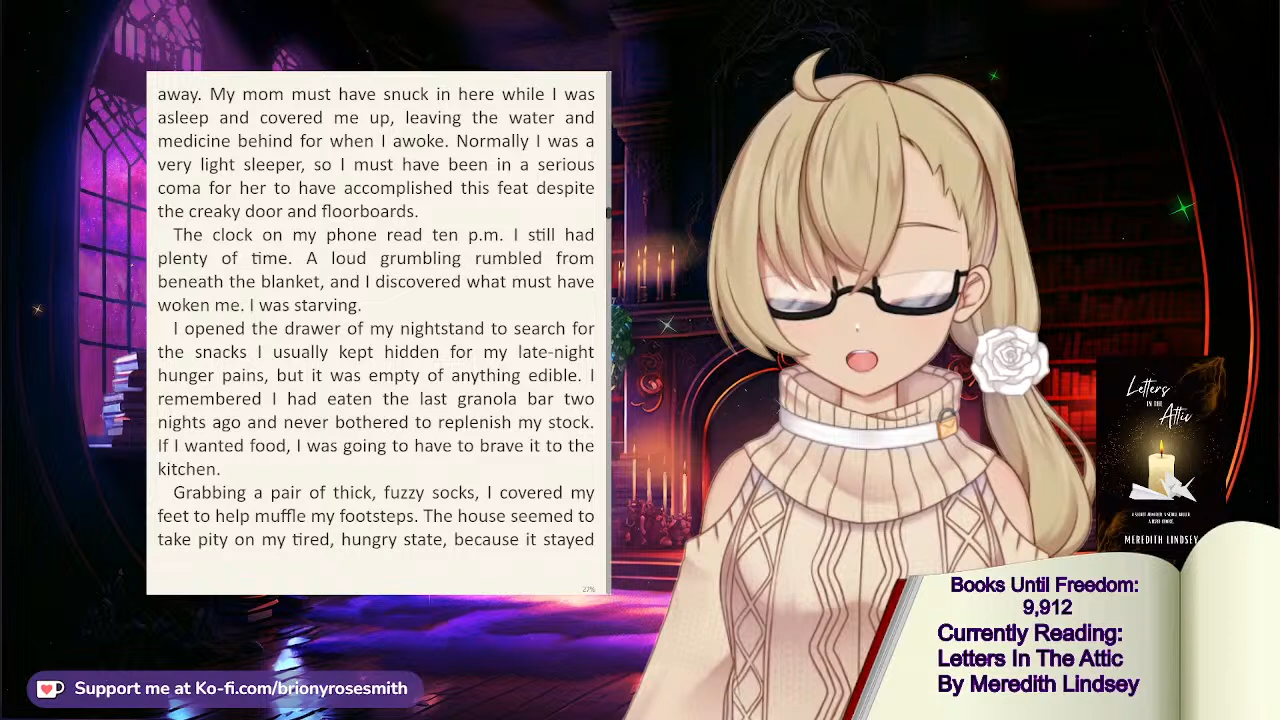 away. My mom must have snuck in here while I was
asleep and covered me up, leaving the water and
medicine behind for when I awoke. Normally I was a
very light sleeper, so I must have been in a serious
coma for her to have accomplished this feat despite
the creaky door and floorboards.
The clock on my phone read ten p.m. I still had
plenty of time. A loud grumbling rumbled from
beneath the blanket, and I discovered what must have
woken me. I was starving.
I opened the drawer of my nightstand to search for
the snacks I usually kept hidden for my late-night
hunger pains, but it was empty of anything edible. I
remembered I had eaten the last granola bar two
nights ago and never bothered to replenish my stock.
If I wanted food, I was going to have to brave it to the
kitchen.
Grabbing a pair of thick, fuzzy socks, I covered my
feet to help muffle my footsteps. The house seemed to
take pity on my tired, hungry state, because it stayed
27%
Letters
IN THE
Attic
A SECRET ADMIRER. A SERIAL KILLER.
MEREDITH LINDSEY
Books Until Freedom:
9,912
Currently Reading:
Letters In The Attic
By Meredith Lindsey
Support me at Ko-fi.com/brionyrosesmith